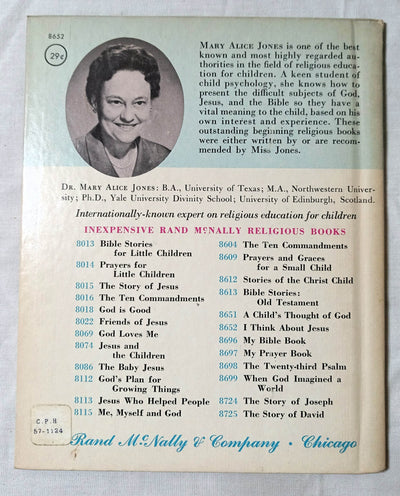 8652
29¢
MARY ALICE JONES is one of the best
known and most highly regarded au-
thorities in the field of religious educa-
tion for children. A keen student of
child psychology, she knows how to
present the difficult subjects of God,
Jesus, and the Bible so they have a
vital meaning to the child, based on his
own interest and experience. These
outstanding beginning religious books
were either written by or are recom-
mended by Miss Jones.
DR. MARY ALICE JONES: B.A., University of Texas; M.A., Northwestern Univer-
sity; Ph.D., Yale University Divinity School; University of Edinburgh, Scotland.
Internationally-known expert on religious education for children
INEXPENSIVE RAND McNALLY RELIGIOUS BOOKS
8013 Bible Stories
for Little Children
8014 Prayers for
Little Children
8015 The Story of Jesus
8016 The Ten Commandments
8018 God is Good
8022 Friends of Jesus
8069 God Loves Me
8074 Jesus and
the Children
8086 The Baby Jesus
8112 God's Plan for
Growing Things
8113 Jesus Who Helped People
8115 Me, Myself and God
8604 The Ten Commandments
8609 Prayers and Graces
for a Small Child
8612 Stories of the Christ Child
8613 Bible Stories:
Old Testament
8651 A Child's Thought of God
8652 I Think About Jesus
8696 My Bible Book
8697 My Prayer Book
8698 The Twenty-third Psalm
8699 When God Imagined a
World
8724 The Story of Joseph
8725 The Story of David
C.P.H
57-1124
Rand McNally & Company · Chicago